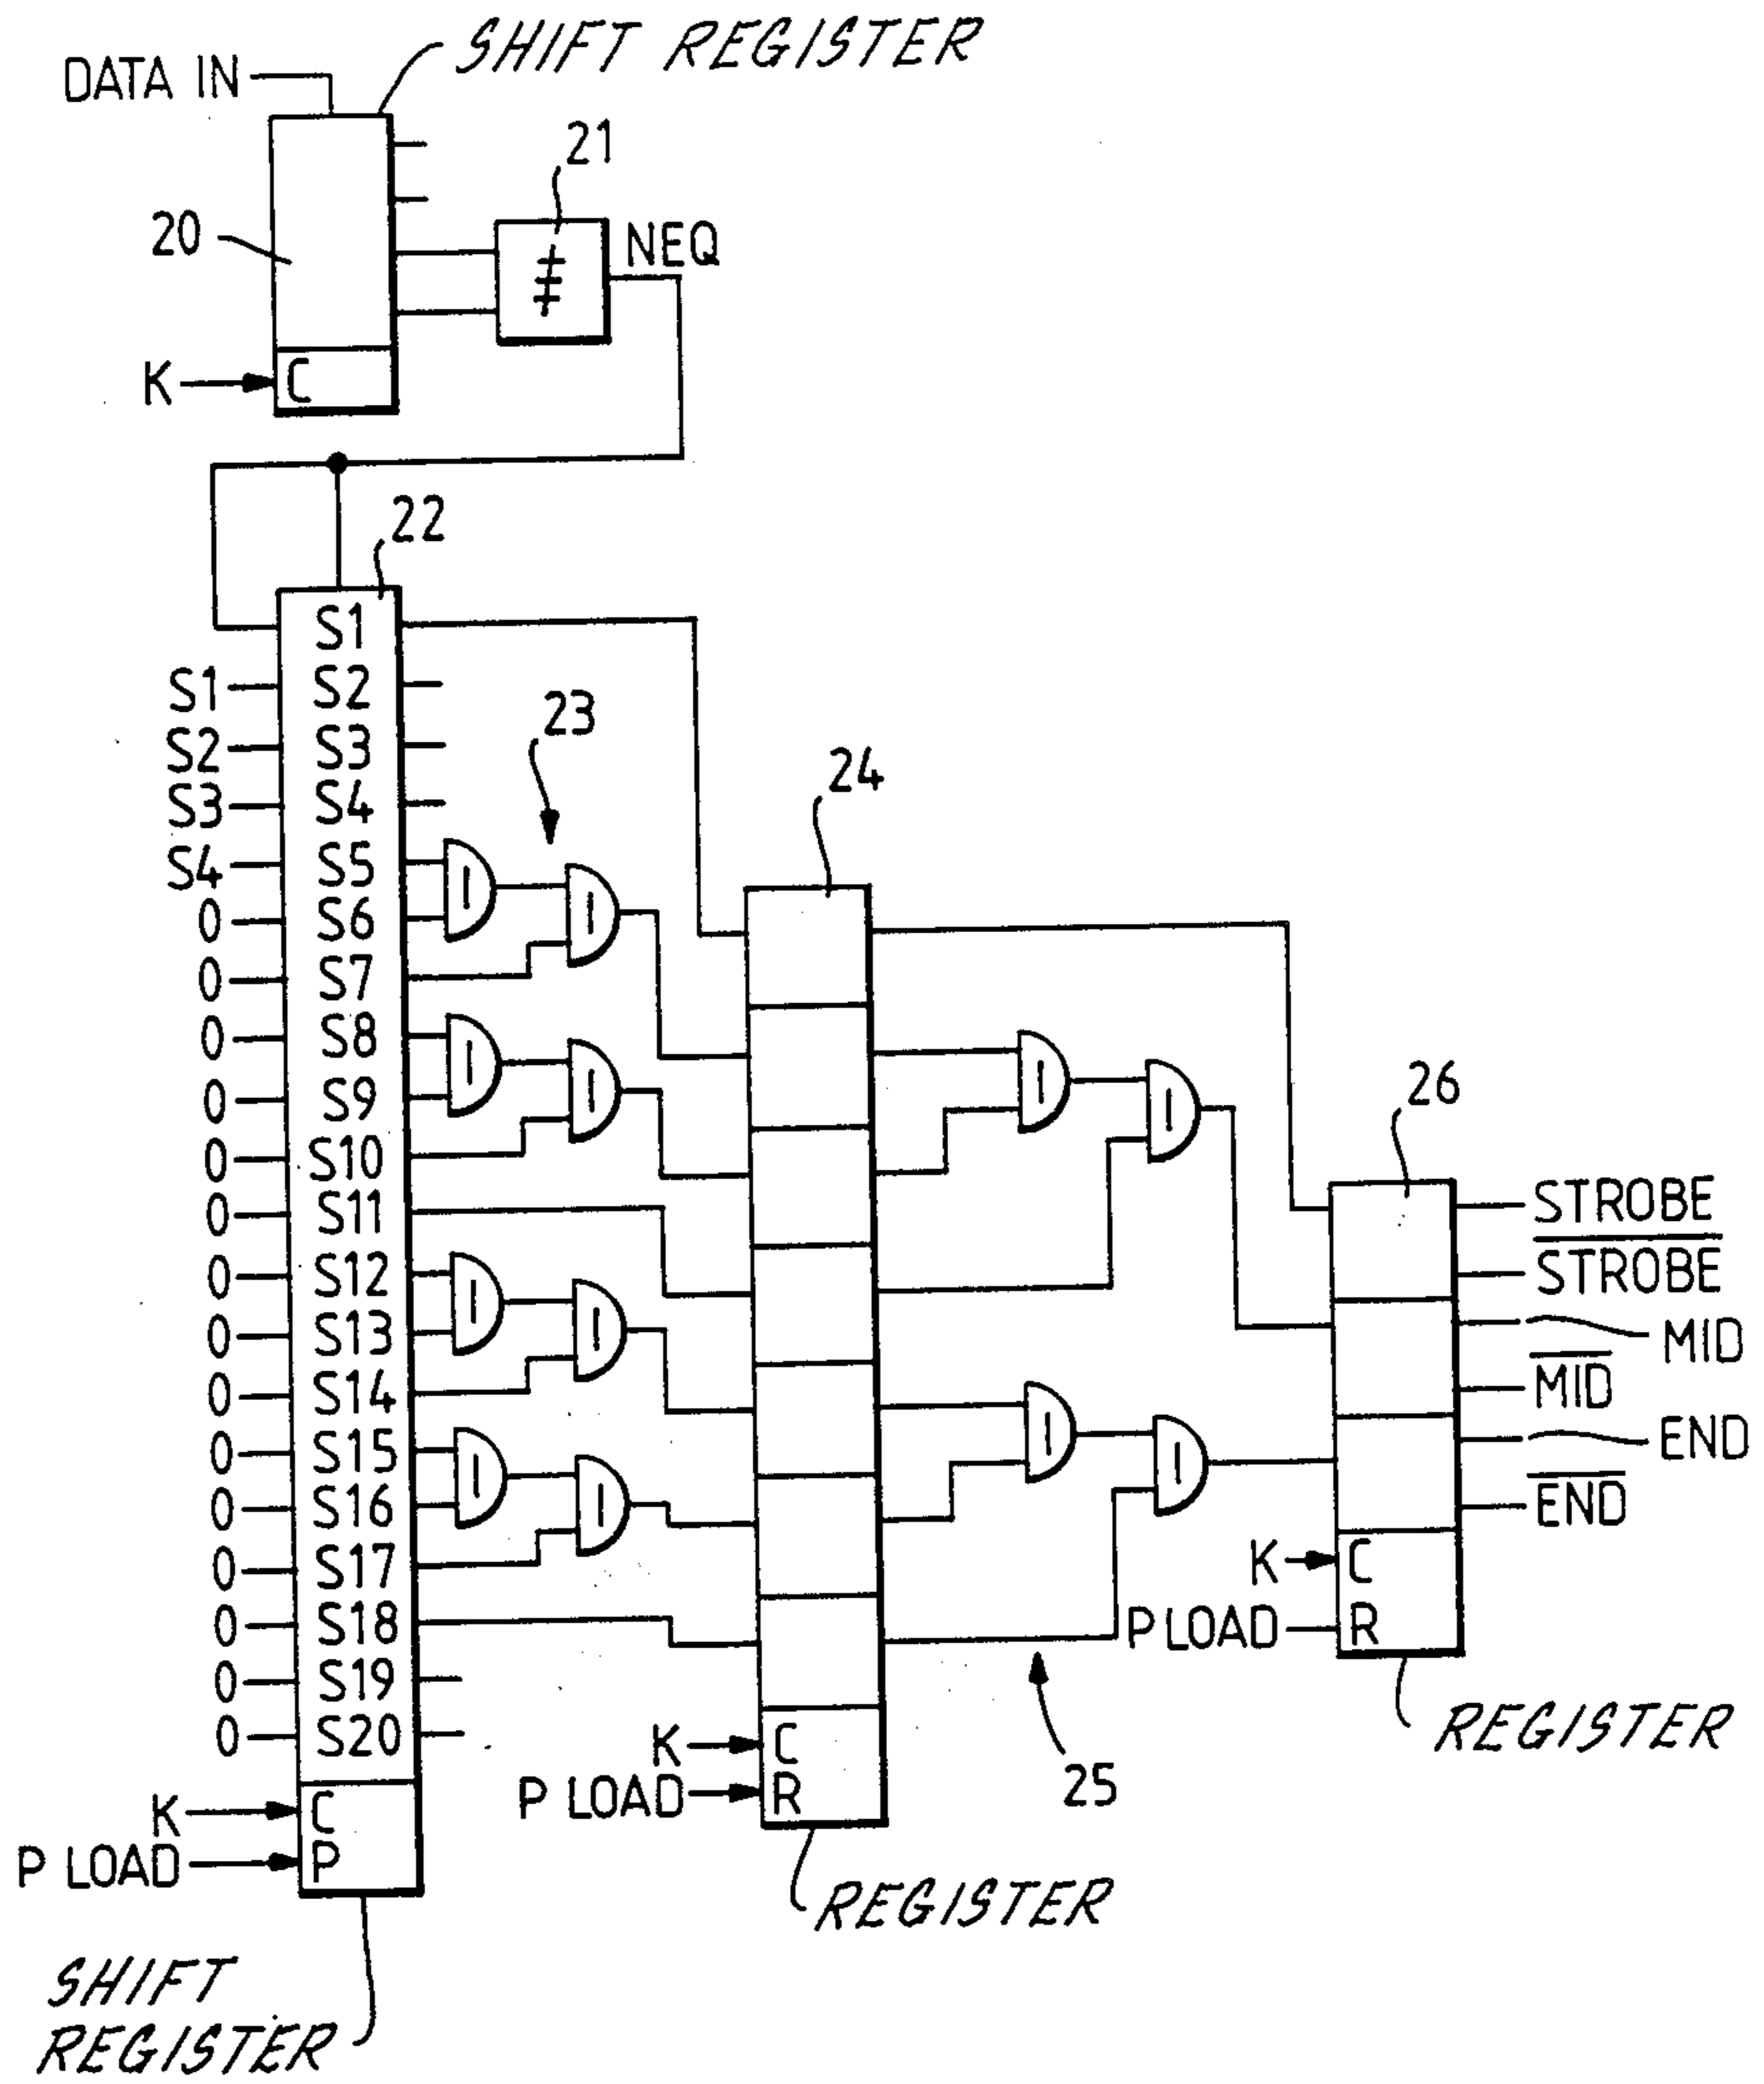 SHIFT REGISTER
DATA IN
21
20
NEQ
≠
K
C
22
S1
S1 S2
S2 S3
S3 S4
S4 S5
0 S6
0 S7
0 S8
0 S9
0 S10
0 S11
0 S12
0 S13
0 S14
0 S15
0 S16
0 S17
0 S18
0 S19
0 S20
K C
P LOAD P
SHIFT
REGISTER
23
24
K C
P LOAD R
REGISTER
25
26
STROBE
STROBE
MID
MID
END
END
K C
P LOAD R
REGISTER